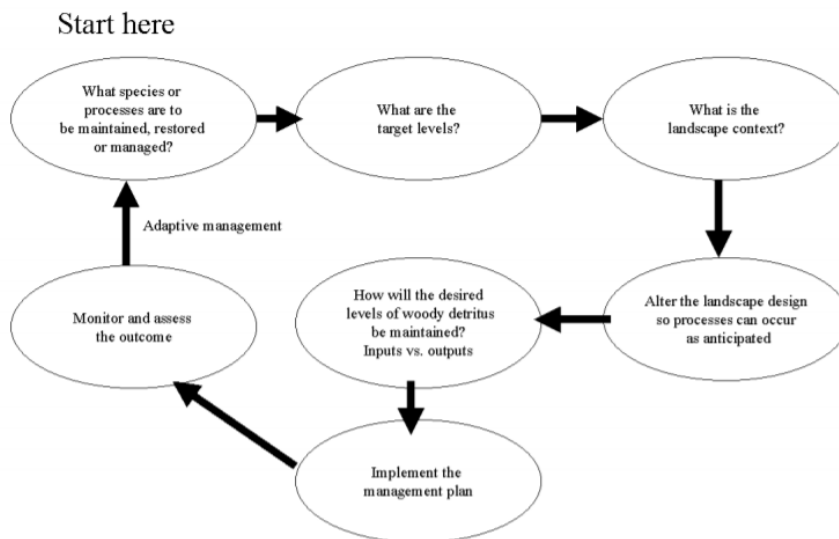 Start here
What species or
processes are to
be maintained, restored
or managed?
What are the
target levels?
What is the
landscape context?
Adaptive management
Monitor and assess
the outcome
How will the desired
levels of woody detritus
be maintained?
Inputs vs. outputs
Alter the landscape design
so processes can occur
as anticipated
Implement the
management plan